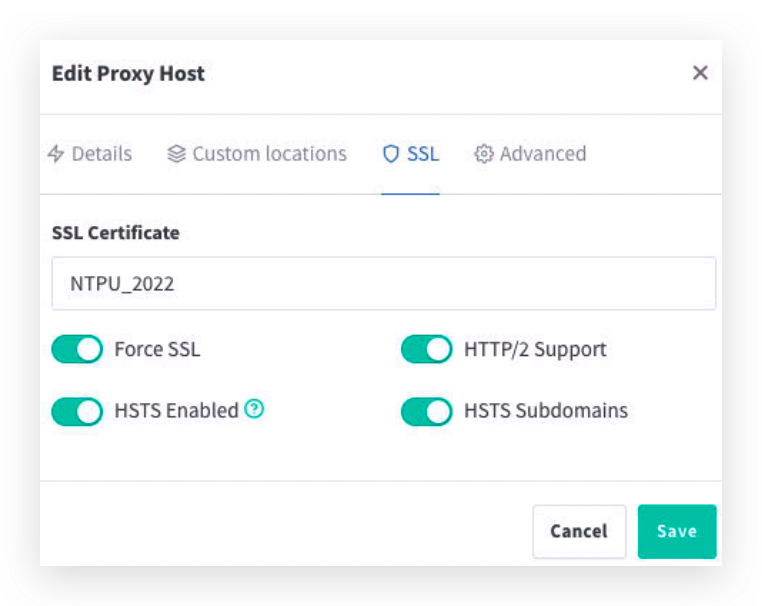 Edit Proxy Host
Details Custom locations SSL Advanced
SSL Certificate
NTPU_2022
Force SSL HTTP/2 Support
HSTS Enabled ? HSTS Subdomains
Cancel Save